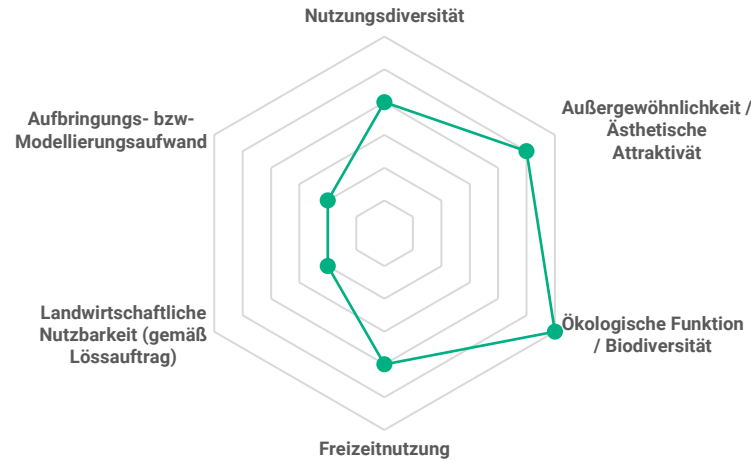 Nutzungsdiversität
Außergewöhnlichkeit /
Ästhetische
Attraktivät
Ökologische Funktion
/ Biodiversität
Freizeitnutzung
Landwirtschaftliche
Nutzbarkeit (gemäß
Lössauftrag)
Aufbringungs- bzw-
Modellierungsaufwand